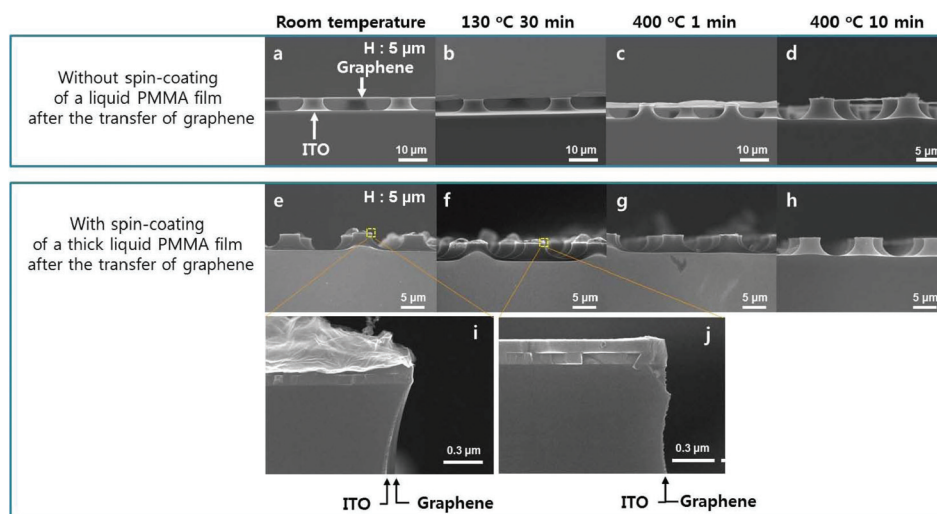 Room temperature
130 °C 30 min
400 °C 1 min
400 °C 10 min
Without spin-coating
of a liquid PMMA film
after the transfer of graphene
a
H : 5 μm
Graphene
ITO
10 μm
b
10 μm
c
10 μm
d
5 μm
With spin-coating
of a thick liquid PMMA film
after the transfer of graphene
e
H : 5 μm
5 μm
f
5 μm
g
5 μm
h
5 μm
i
0.3 μm
j
0.3 μm
ITO
Graphene
ITO
Graphene